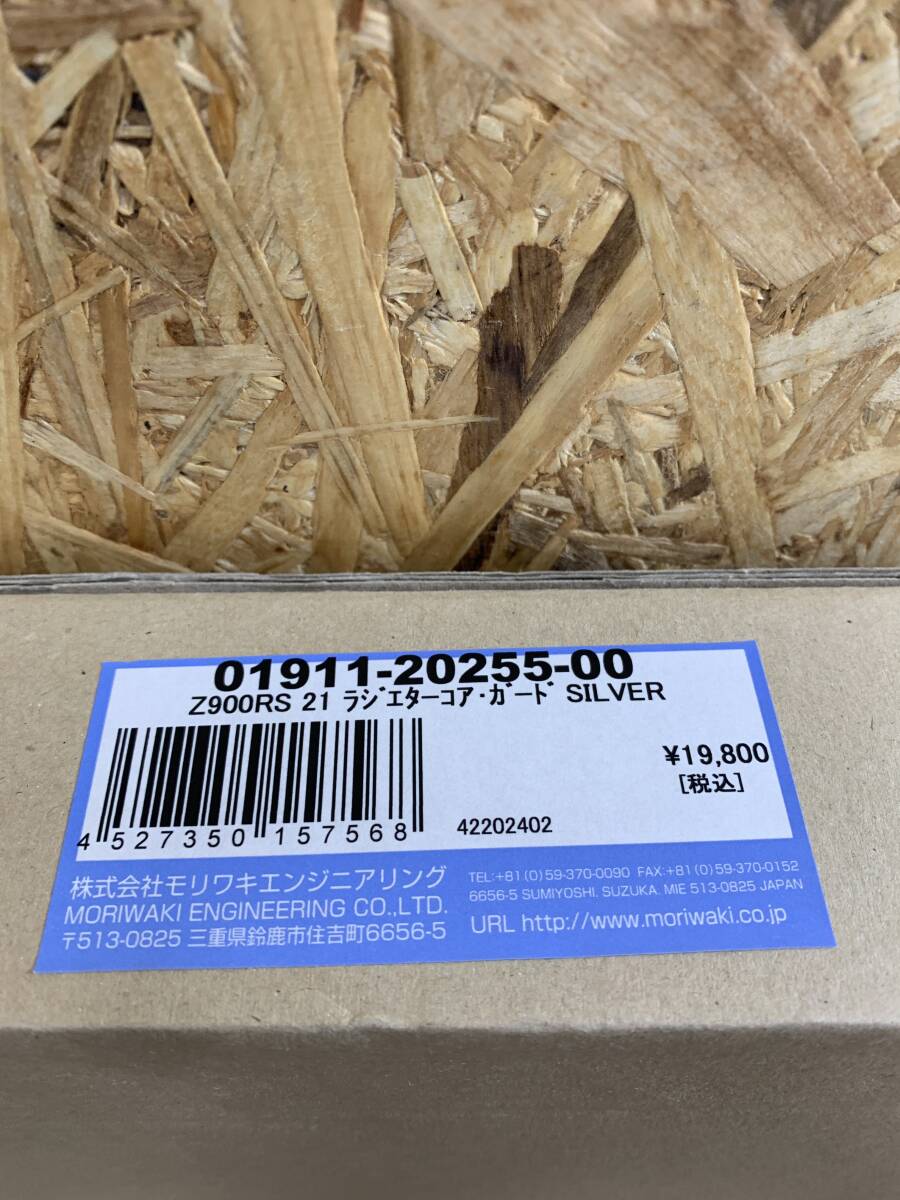 01911-20255-00
Z900RS 21 ﾗｼﾞｴﾀｰｺｱ･ｶﾞｰﾄﾞ SILVER
¥19,800
[税込]
4 527350 157568
42202402
株式会社モリワキエンジニアリング
MORIWAKI ENGINEERING CO.,LTD.
〒513-0825 三重県鈴鹿市住吉町6656-5
TEL:+81(0)59-370-0090 FAX:+81(0)59-370-0152
6656-5 SUMIYOSHI, SUZUKA, MIE 513-0825 JAPAN
URL http://www.moriwaki.co.jp